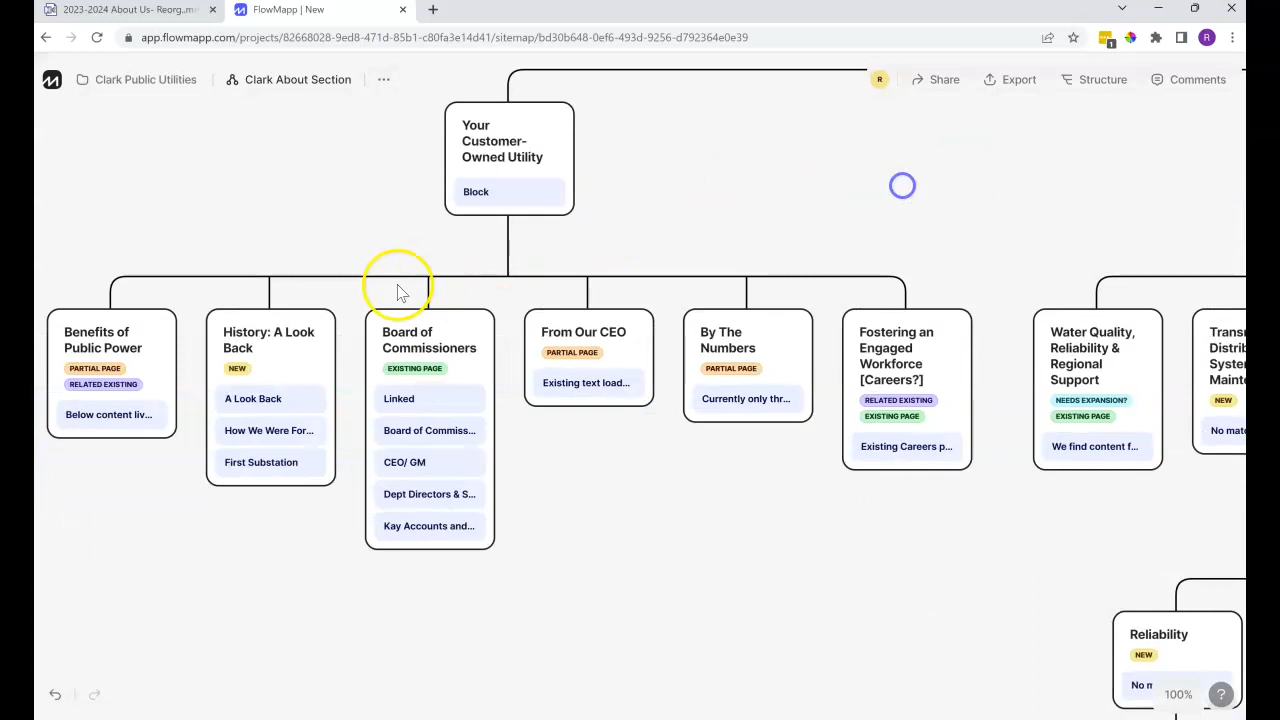 2023-2024 About Us- Reorg,..me
FlowMapp | New
app.flowmapp.com/projects/82668028-9ed8-471d-85b1-c80fa3e14d41/sitemap/bd30b648-0ef6-493d-9256-d792364e0e39
1
R
Clark Public Utilities
Clark About Section
R
Share
Export
Structure
Comments
Your
Customer-
Owned Utility
Block
Benefits of
Public Power
PARTIAL PAGE
RELATED EXISTING
Below content liv...
History: A Look
Back
NEW
A Look Back
How We Were For...
First Substation
Board of
Commissioners
EXISTING PAGE
Linked
Board of Commiss...
CEO/ GM
Dept Directors & S...
Kay Accounts and...
From Our CEO
PARTIAL PAGE
Existing text load...
By The
Numbers
PARTIAL PAGE
Currently only thr...
Fostering an
Engaged
Workforce
[Careers?]
RELATED EXISTING
EXISTING PAGE
Existing Careers p...
Water Quality,
Reliability &
Regional
Support
NEEDS EXPANSION?
EXISTING PAGE
We find content f...
Transm
Distrib
System
Mainte
NEW
No mate
Reliability
NEW
No m
100%
?